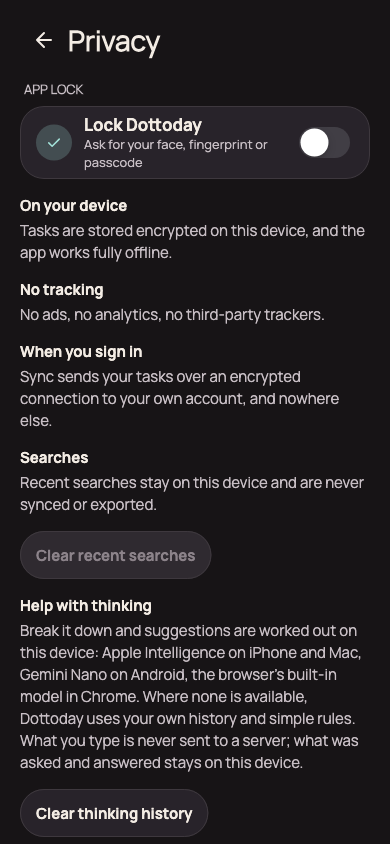 Privacy
APP LOCK
Lock Dottoday
Ask for your face, fingerprint or
passcode
On your device
Tasks are stored encrypted on this device, and the
app works fully offline.
No tracking
No ads, no analytics, no third-party trackers.
When you sign in
Sync sends your tasks over an encrypted
connection to your own account, and nowhere
else.
Searches
Recent searches stay on this device and are never
synced or exported.
Clear recent searches
Help with thinking
Break it down and suggestions are worked out on
this device: Apple Intelligence on iPhone and Mac,
Gemini Nano on Android, the browser's built-in
model in Chrome. Where none is available,
Dottoday uses your own history and simple rules.
What you type is never sent to a server; what was
asked and answered stays on this device.
Clear thinking history